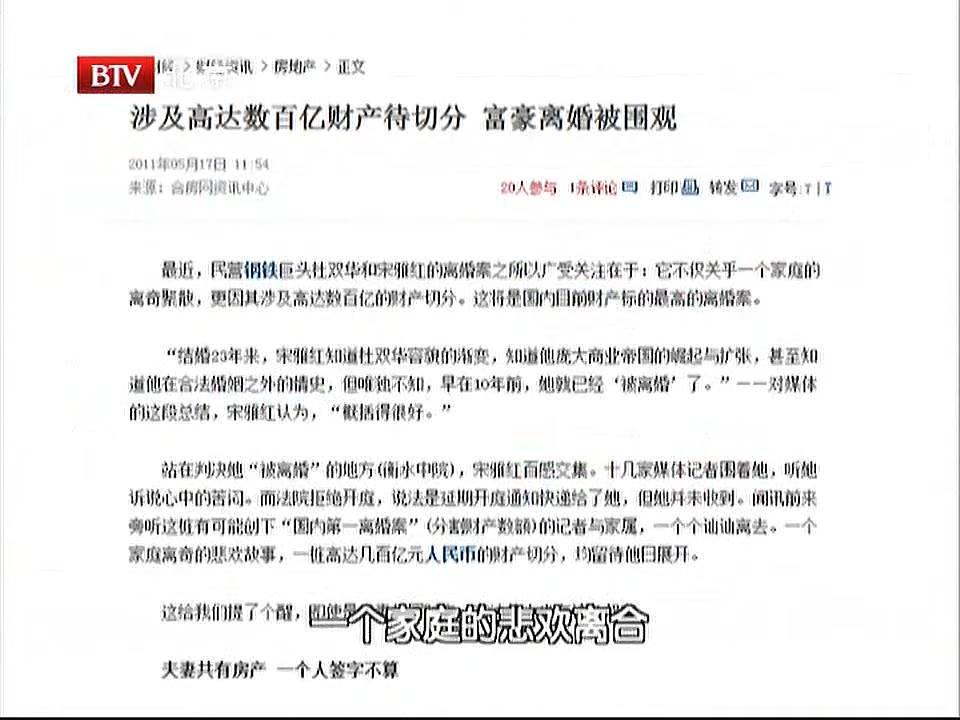 BTV
财经资讯 > 房地产 > 正文
涉及高达数百亿财产待切分 富豪离婚被围观
2011年05月17日 11:54
来源：合房网资讯中心
20人参与 1条评论 打印 转发 字号:T|T
最近，民营钢铁巨头杜双华和宋雅红的离婚案之所以广受关注在于：它不仅关乎一个家庭的
离奇聚散，更因其涉及高达数百亿的财产切分。这将是国内目前财产标的最高的离婚案。
“结婚23年来，宋雅红知道杜双华容貌的渐变，知道他庞大商业帝国的崛起与扩张，甚至知
道他在合法婚姻之外的情史，但唯独不知，早在10年前，她就已经‘被离婚’了。”——对媒体
的这段总结，宋雅红认为，“概括得很好。”
站在判决她“被离婚”的地方(衡水中院)，宋雅红百感交集。十几家媒体记者围着她，听她
诉说心中的苦闷。而法院拒绝开庭，说法是延期开庭通知快递给了她，但她并未收到。闻讯前来
旁听这桩有可能创下“国内第一离婚案”(分割财产数额)的记者与家属，一个个讪讪离去。一个
家庭离奇的悲欢故事，一桩高达几百亿元人民币的财产切分，均留待他日展开。
这给我们提了个醒，即使是
一个家庭的悲欢离合
夫妻共有房产 一个人签字不算